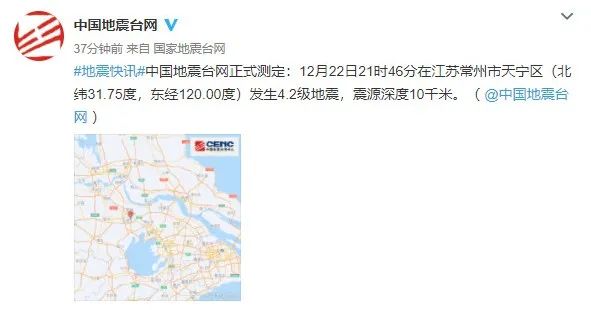 中国地震台网
37分钟前 来自 国家地震台网
#地震快讯#中国地震台网正式测定：12月22日21时46分在江苏常州市天宁区（北
纬31.75度，东经120.00度）发生4.2级地震，震源深度10千米。（ @中国地震台
网 ）
CENC